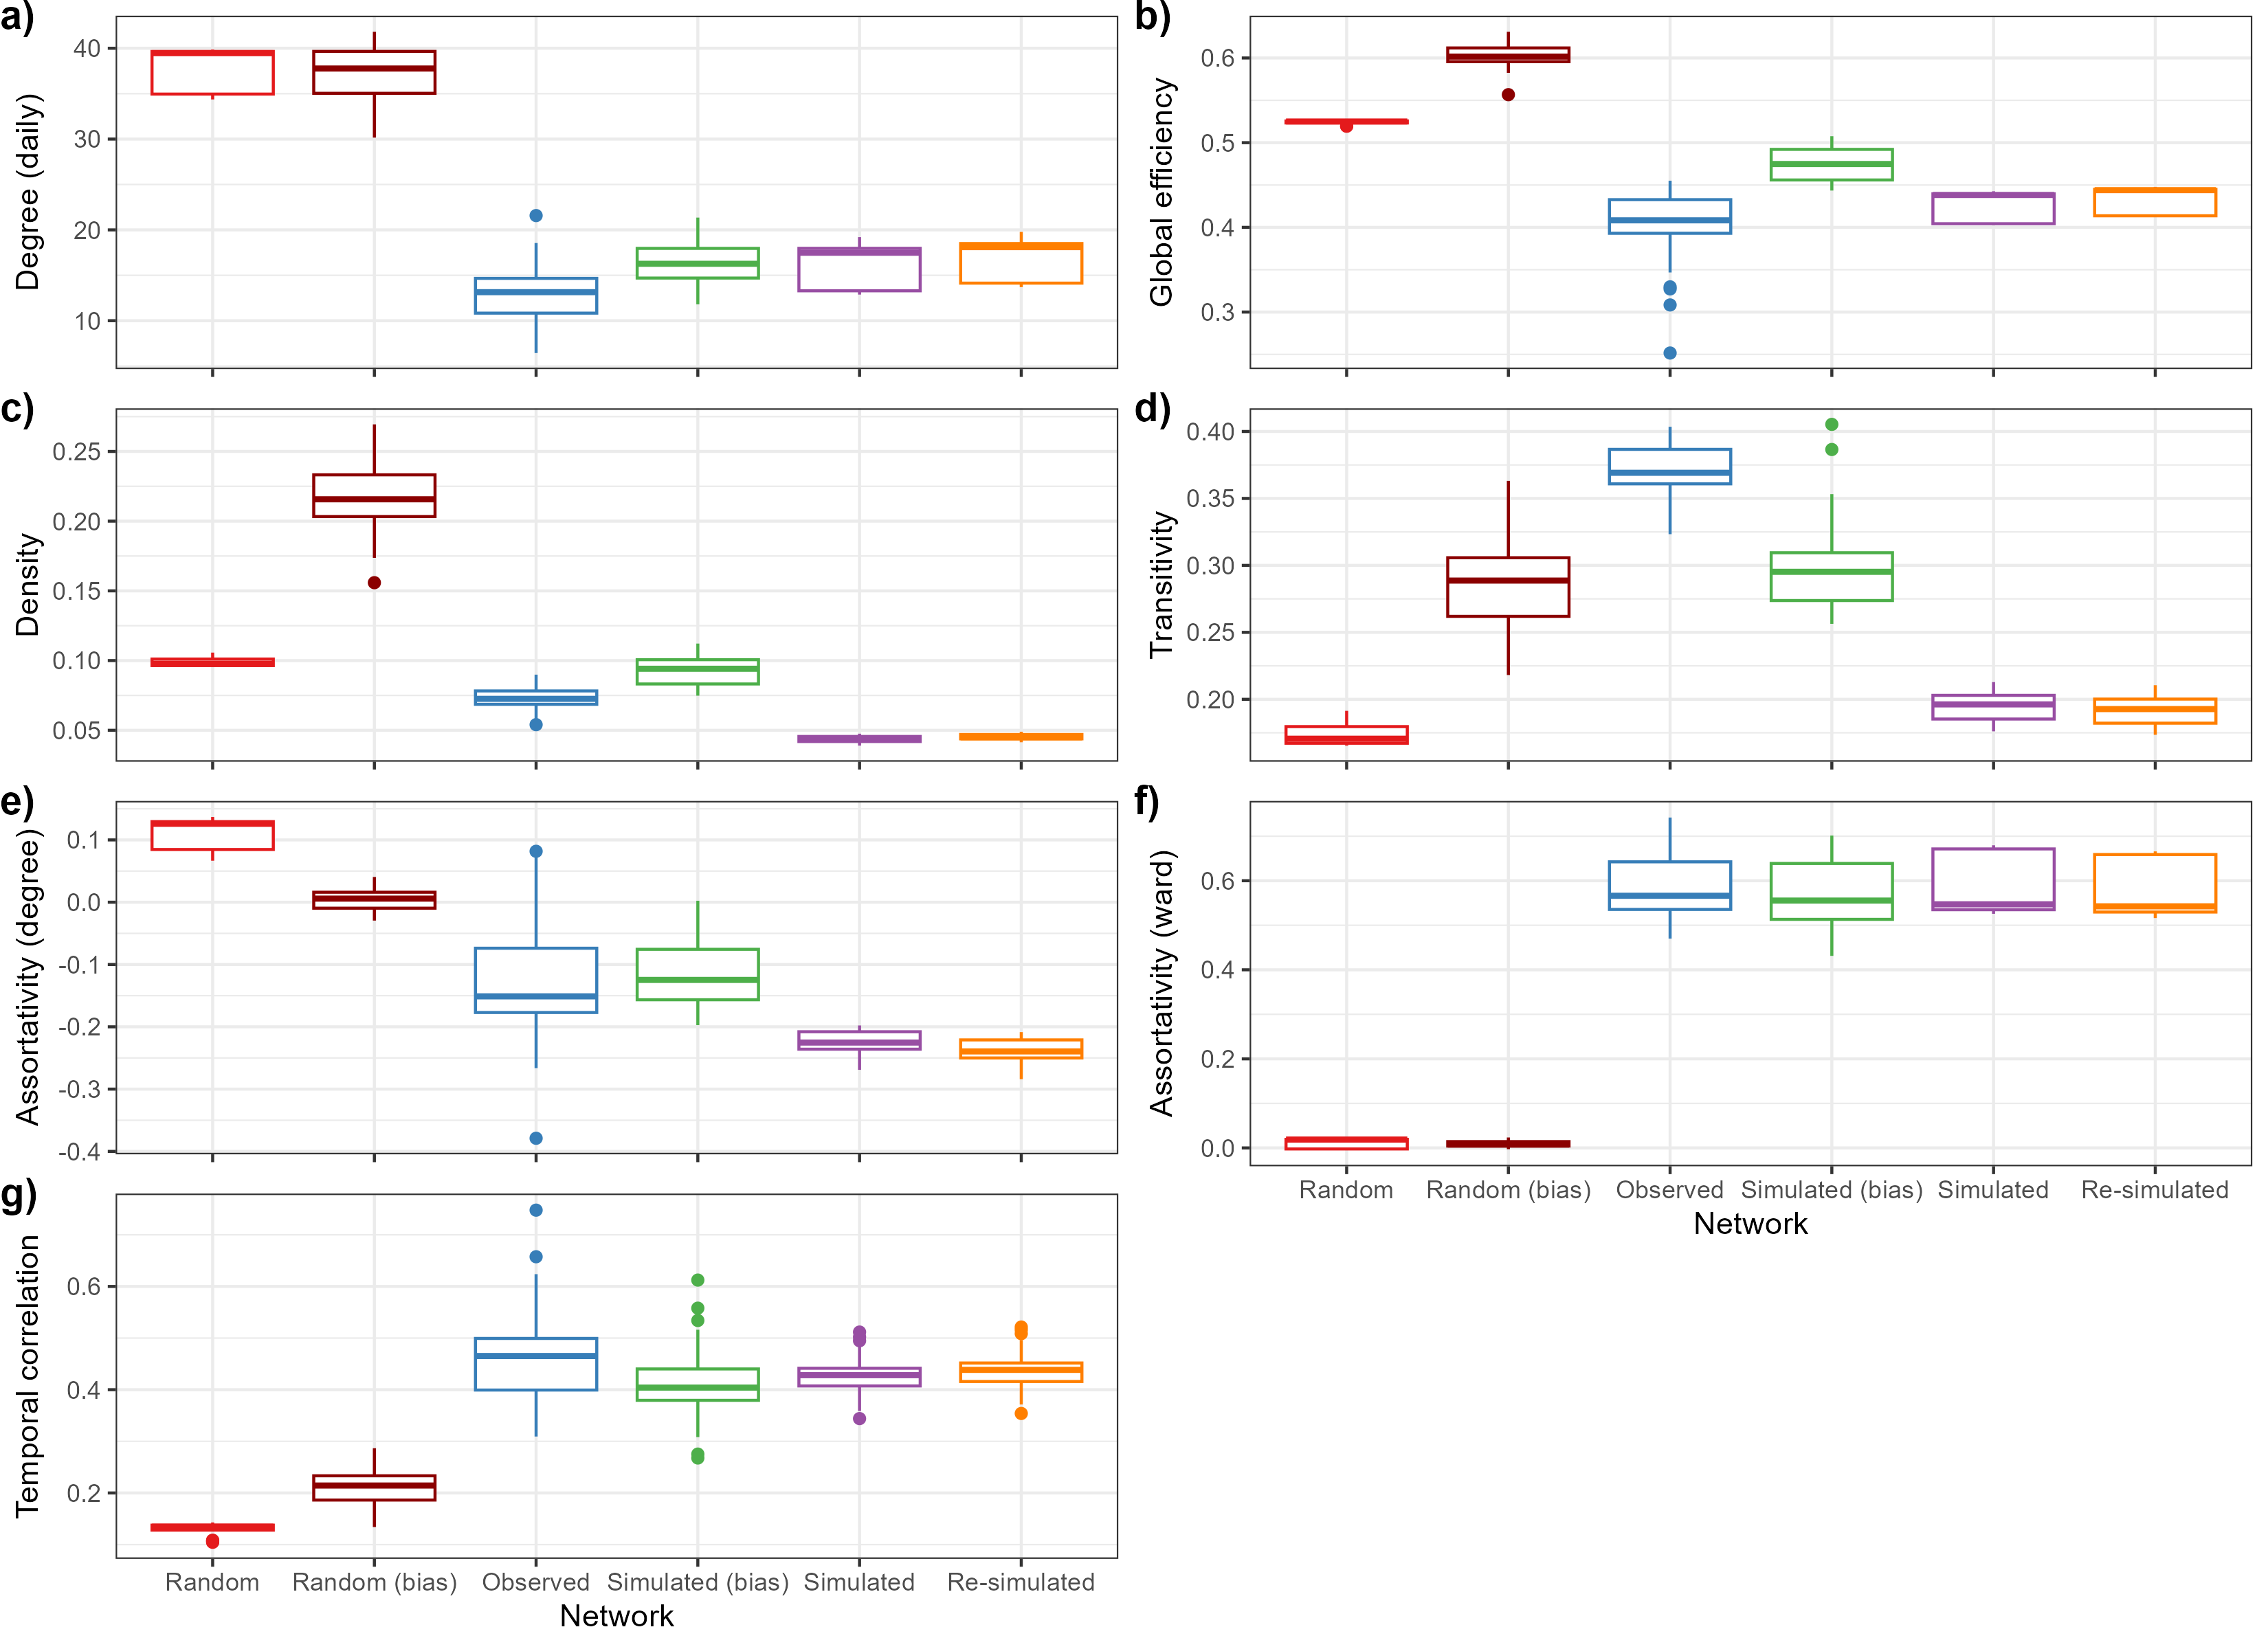 a)
Degree (daily)
40
30
20
10
b)
Global efficiency
0.6
0.5
0.4
0.3
c)
Density
0.25
0.20
0.15
0.10
0.05
d)
Transitivity
0.40
0.35
0.30
0.25
0.20
e)
Assortativity (degree)
0.1
0.0
-0.1
-0.2
-0.3
-0.4
f)
Assortativity (ward)
0.6
0.4
0.2
0.0
Random Random (bias) Observed Simulated (bias) Simulated Re-simulated
Network
g)
Temporal correlation
0.6
0.4
0.2
Random Random (bias) Observed Simulated (bias) Simulated Re-simulated
Network